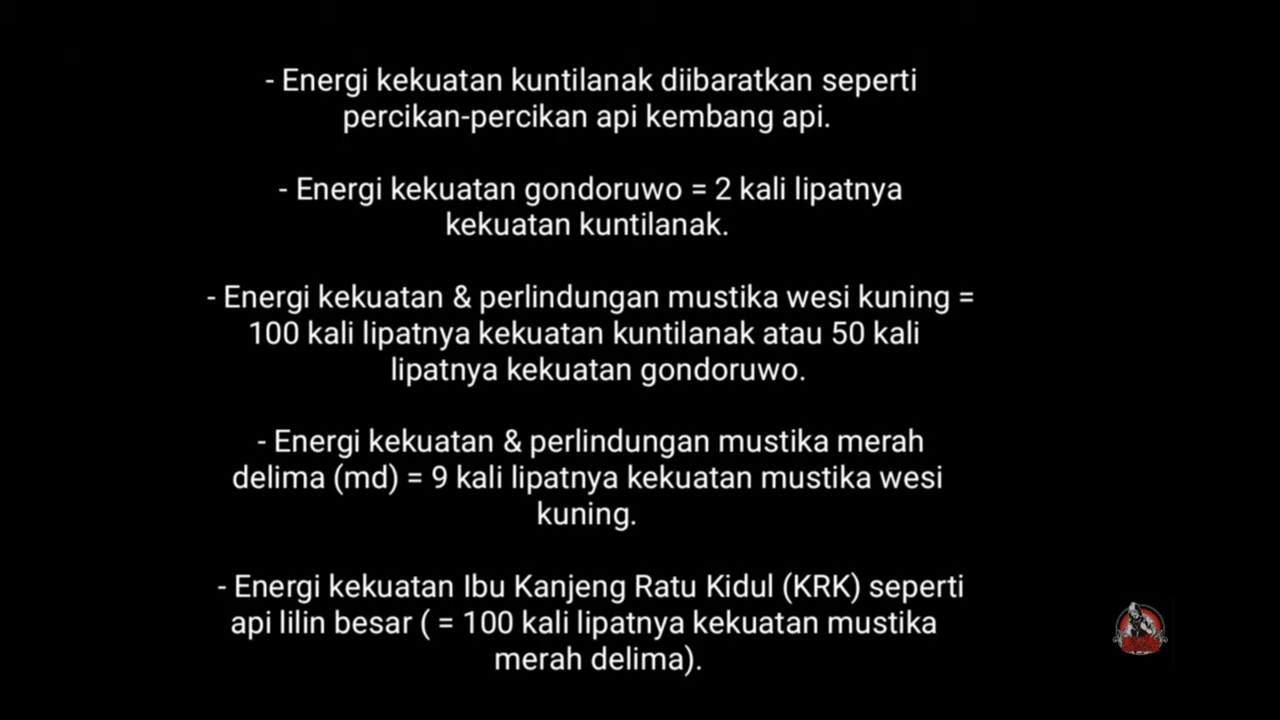 - Energi kekuatan kuntilanak diibaratkan seperti
percikan-percikan api kembang api.
- Energi kekuatan gondoruwo = 2 kali lipatnya
kekuatan kuntilanak.
- Energi kekuatan & perlindungan mustika wesi kuning =
100 kali lipatnya kekuatan kuntilanak atau 50 kali
lipatnya kekuatan gondoruwo.
- Energi kekuatan & perlindungan mustika merah
delima (md) = 9 kali lipatnya kekuatan mustika wesi
kuning.
- Energi kekuatan Ibu Kanjeng Ratu Kidul (KRK) seperti
api lilin besar ( = 100 kali lipatnya kekuatan mustika
merah delima).